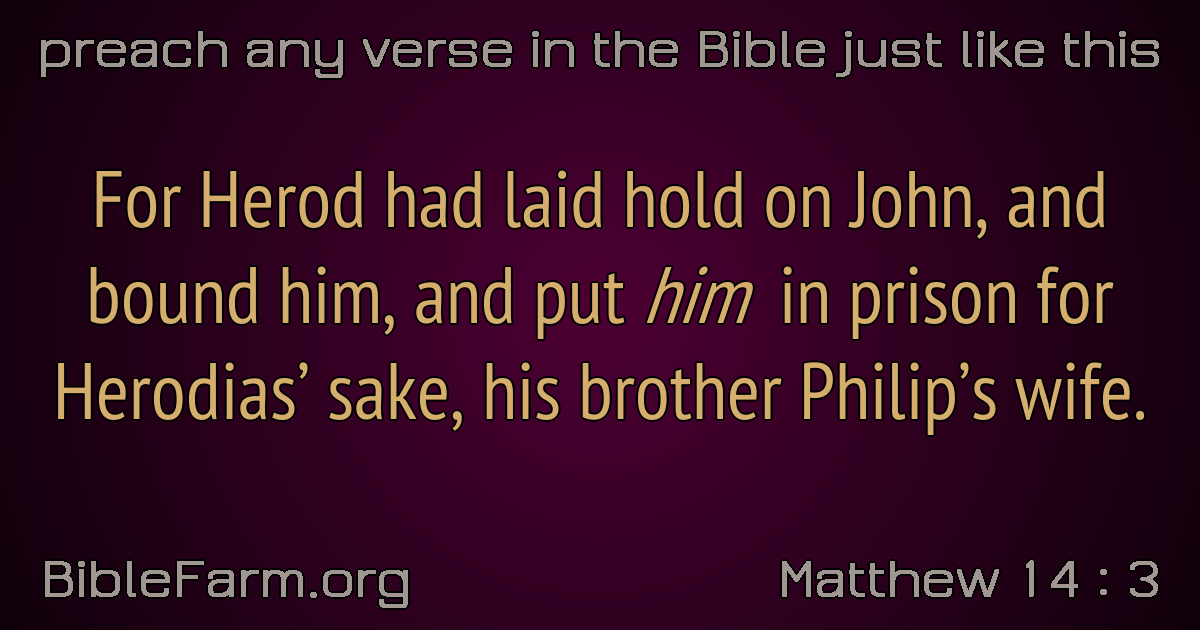 preach any verse in the Bible just like this
For Herod had laid hold on John, and
bound him, and put him in prison for
Herodias’ sake, his brother Philip’s wife.
BibleFarm.org
Matthew 14 : 3